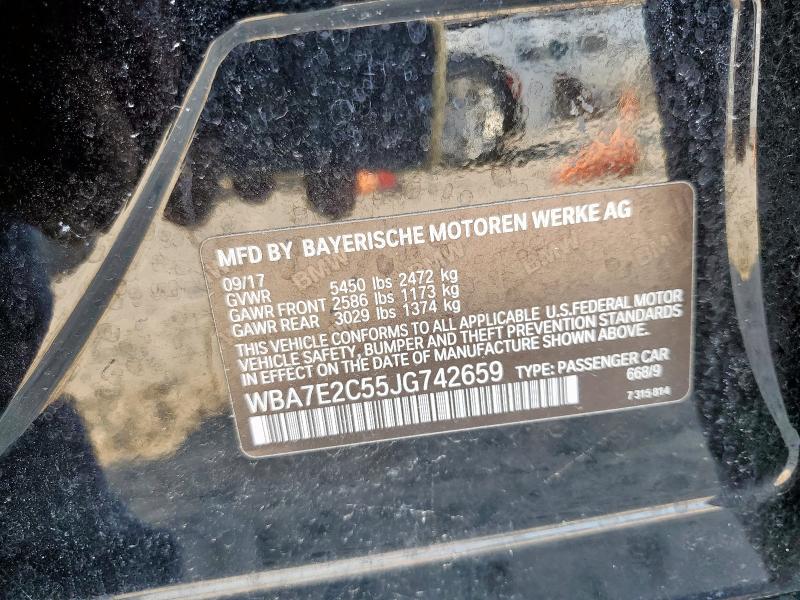 MFD BY BAYERISCHE MOTOREN WERKE AG
09/17
GVWR 5450 lbs 2472 kg
GAWR FRONT 2586 lbs 1173 kg
GAWR REAR 3029 lbs 1374 kg
THIS VEHICLE CONFORMS TO ALL APPLICABLE U.S.FEDERAL MOTOR
VEHICLE SAFETY, BUMPER AND THEFT PREVENTION STANDARDS
IN EFFECT ON THE DATE OF MANUFACTURE SHOWN ABOVE.
WBA7E2C55JG742659 TYPE: PASSENGER CAR
668/9
7 315 814